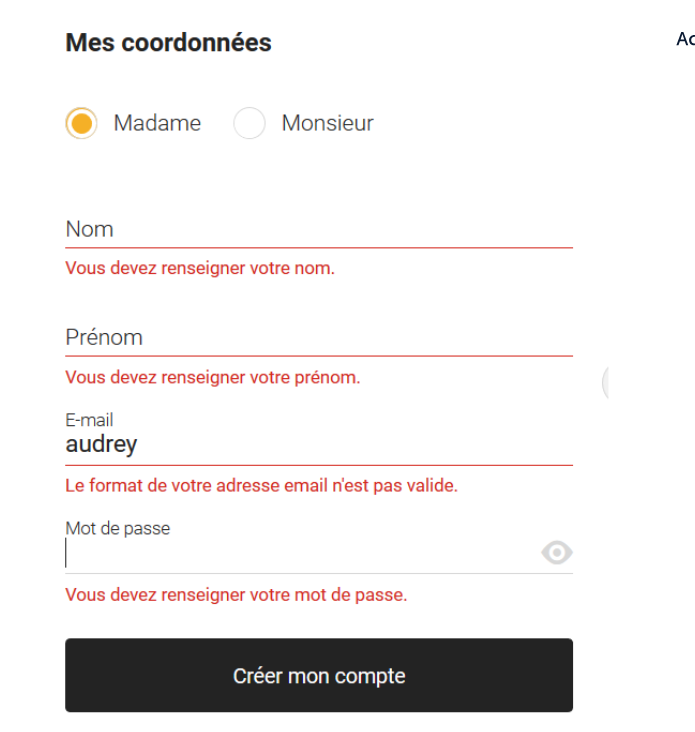 Mes coordonnées
Madame Monsieur
Nom
Vous devez renseigner votre nom.
Prénom
Vous devez renseigner votre prénom.
E-mail
audrey
Le format de votre adresse email n'est pas valide.
Mot de passe
Vous devez renseigner votre mot de passe.
Créer mon compte